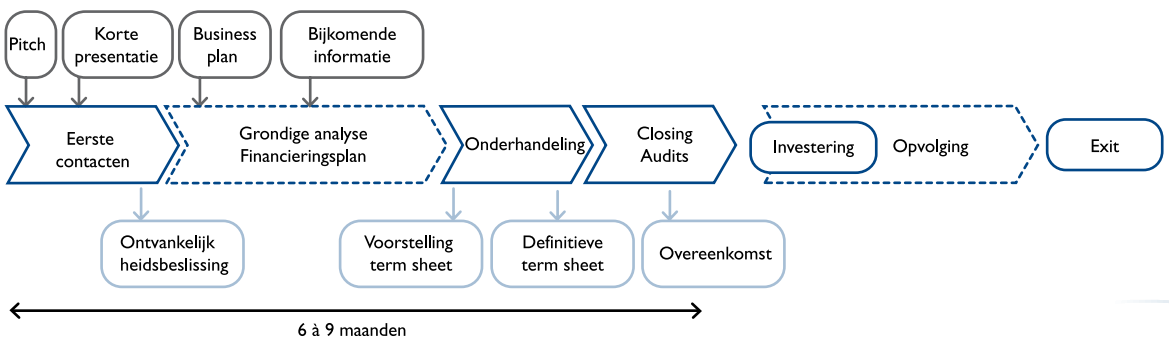 Pitch
Korte
presentatie
Business
plan
Bijkomende
informatie
Eerste
contacten
Grondige analyse
Financieringsplan
Onderhandeling
Closing
Audits
Investering
Opvolging
Exit
Ontvankelijk
heidsbeslissing
Voorstelling
term sheet
Definitieve
term sheet
Overeenkomst
6 à 9 maanden